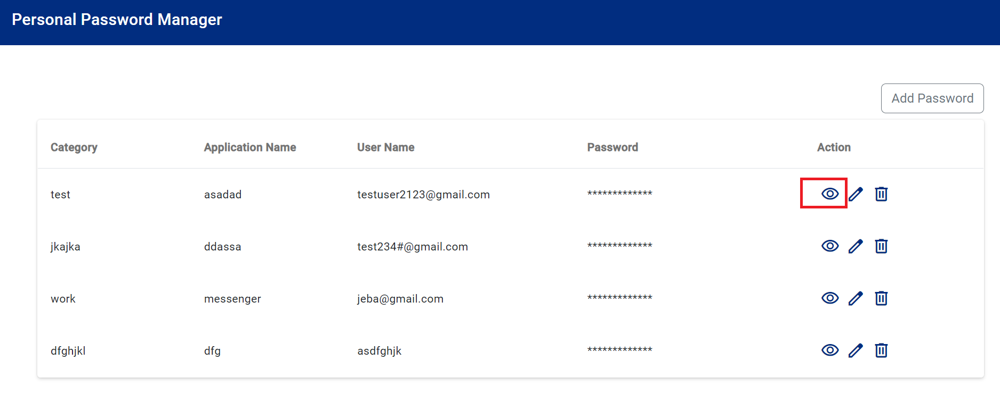 Personal Password Manager
Add Password
Category Application Name User Name Password Action
test asadad testuser2123@gmail.com *************
jkajka ddassa test234#@gmail.com *************
work messenger jeba@gmail.com *************
dfghjkl dfg asdfghjk *************